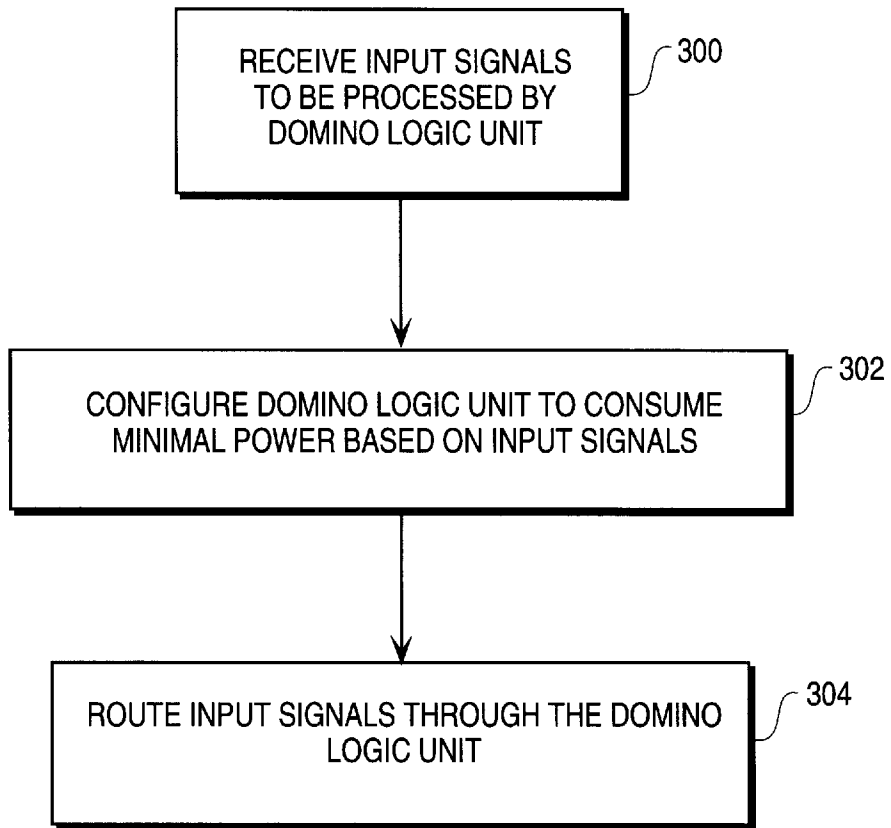 RECEIVE INPUT SIGNALS
TO BE PROCESSED BY
DOMINO LOGIC UNIT
300
CONFIGURE DOMINO LOGIC UNIT TO CONSUME
MINIMAL POWER BASED ON INPUT SIGNALS
302
ROUTE INPUT SIGNALS THROUGH THE DOMINO
LOGIC UNIT
304